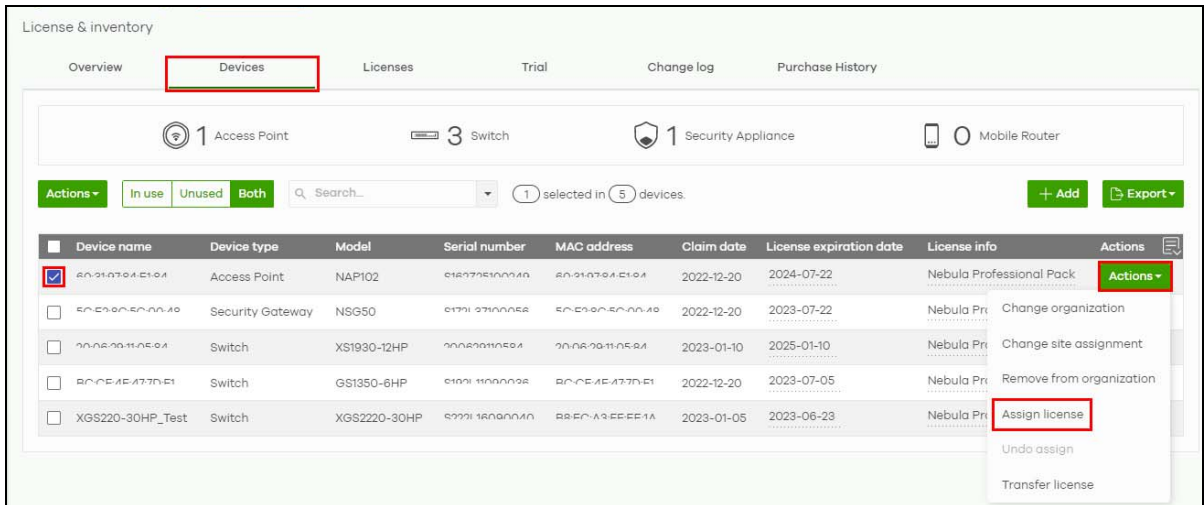 License & inventory
Overview Devices Licenses Trial Change log Purchase History
1 Access Point 3 Switch 1 Security Appliance 0 Mobile Router
Actions In use Unused Both Search... 1 selected in 5 devices. + Add Export
Device name Device type Model Serial number MAC address Claim date License expiration date License info Actions
Access Point NAP102 2022-12-20 2024-07-22 Nebula Professional Pack Actions
Security Gateway NSG50 2022-12-20 2023-07-22 Nebula Change organization
Switch XS1930-12HP 2023-01-10 2025-01-10 Nebula Change site assignment
Switch GS1350-6HP 2022-12-20 2023-07-05 Nebula Remove from organization
XGS220-30HP_Test Switch XGS2220-30HP 2023-01-05 2023-06-23 Nebula Assign license
Undo assign
Transfer license